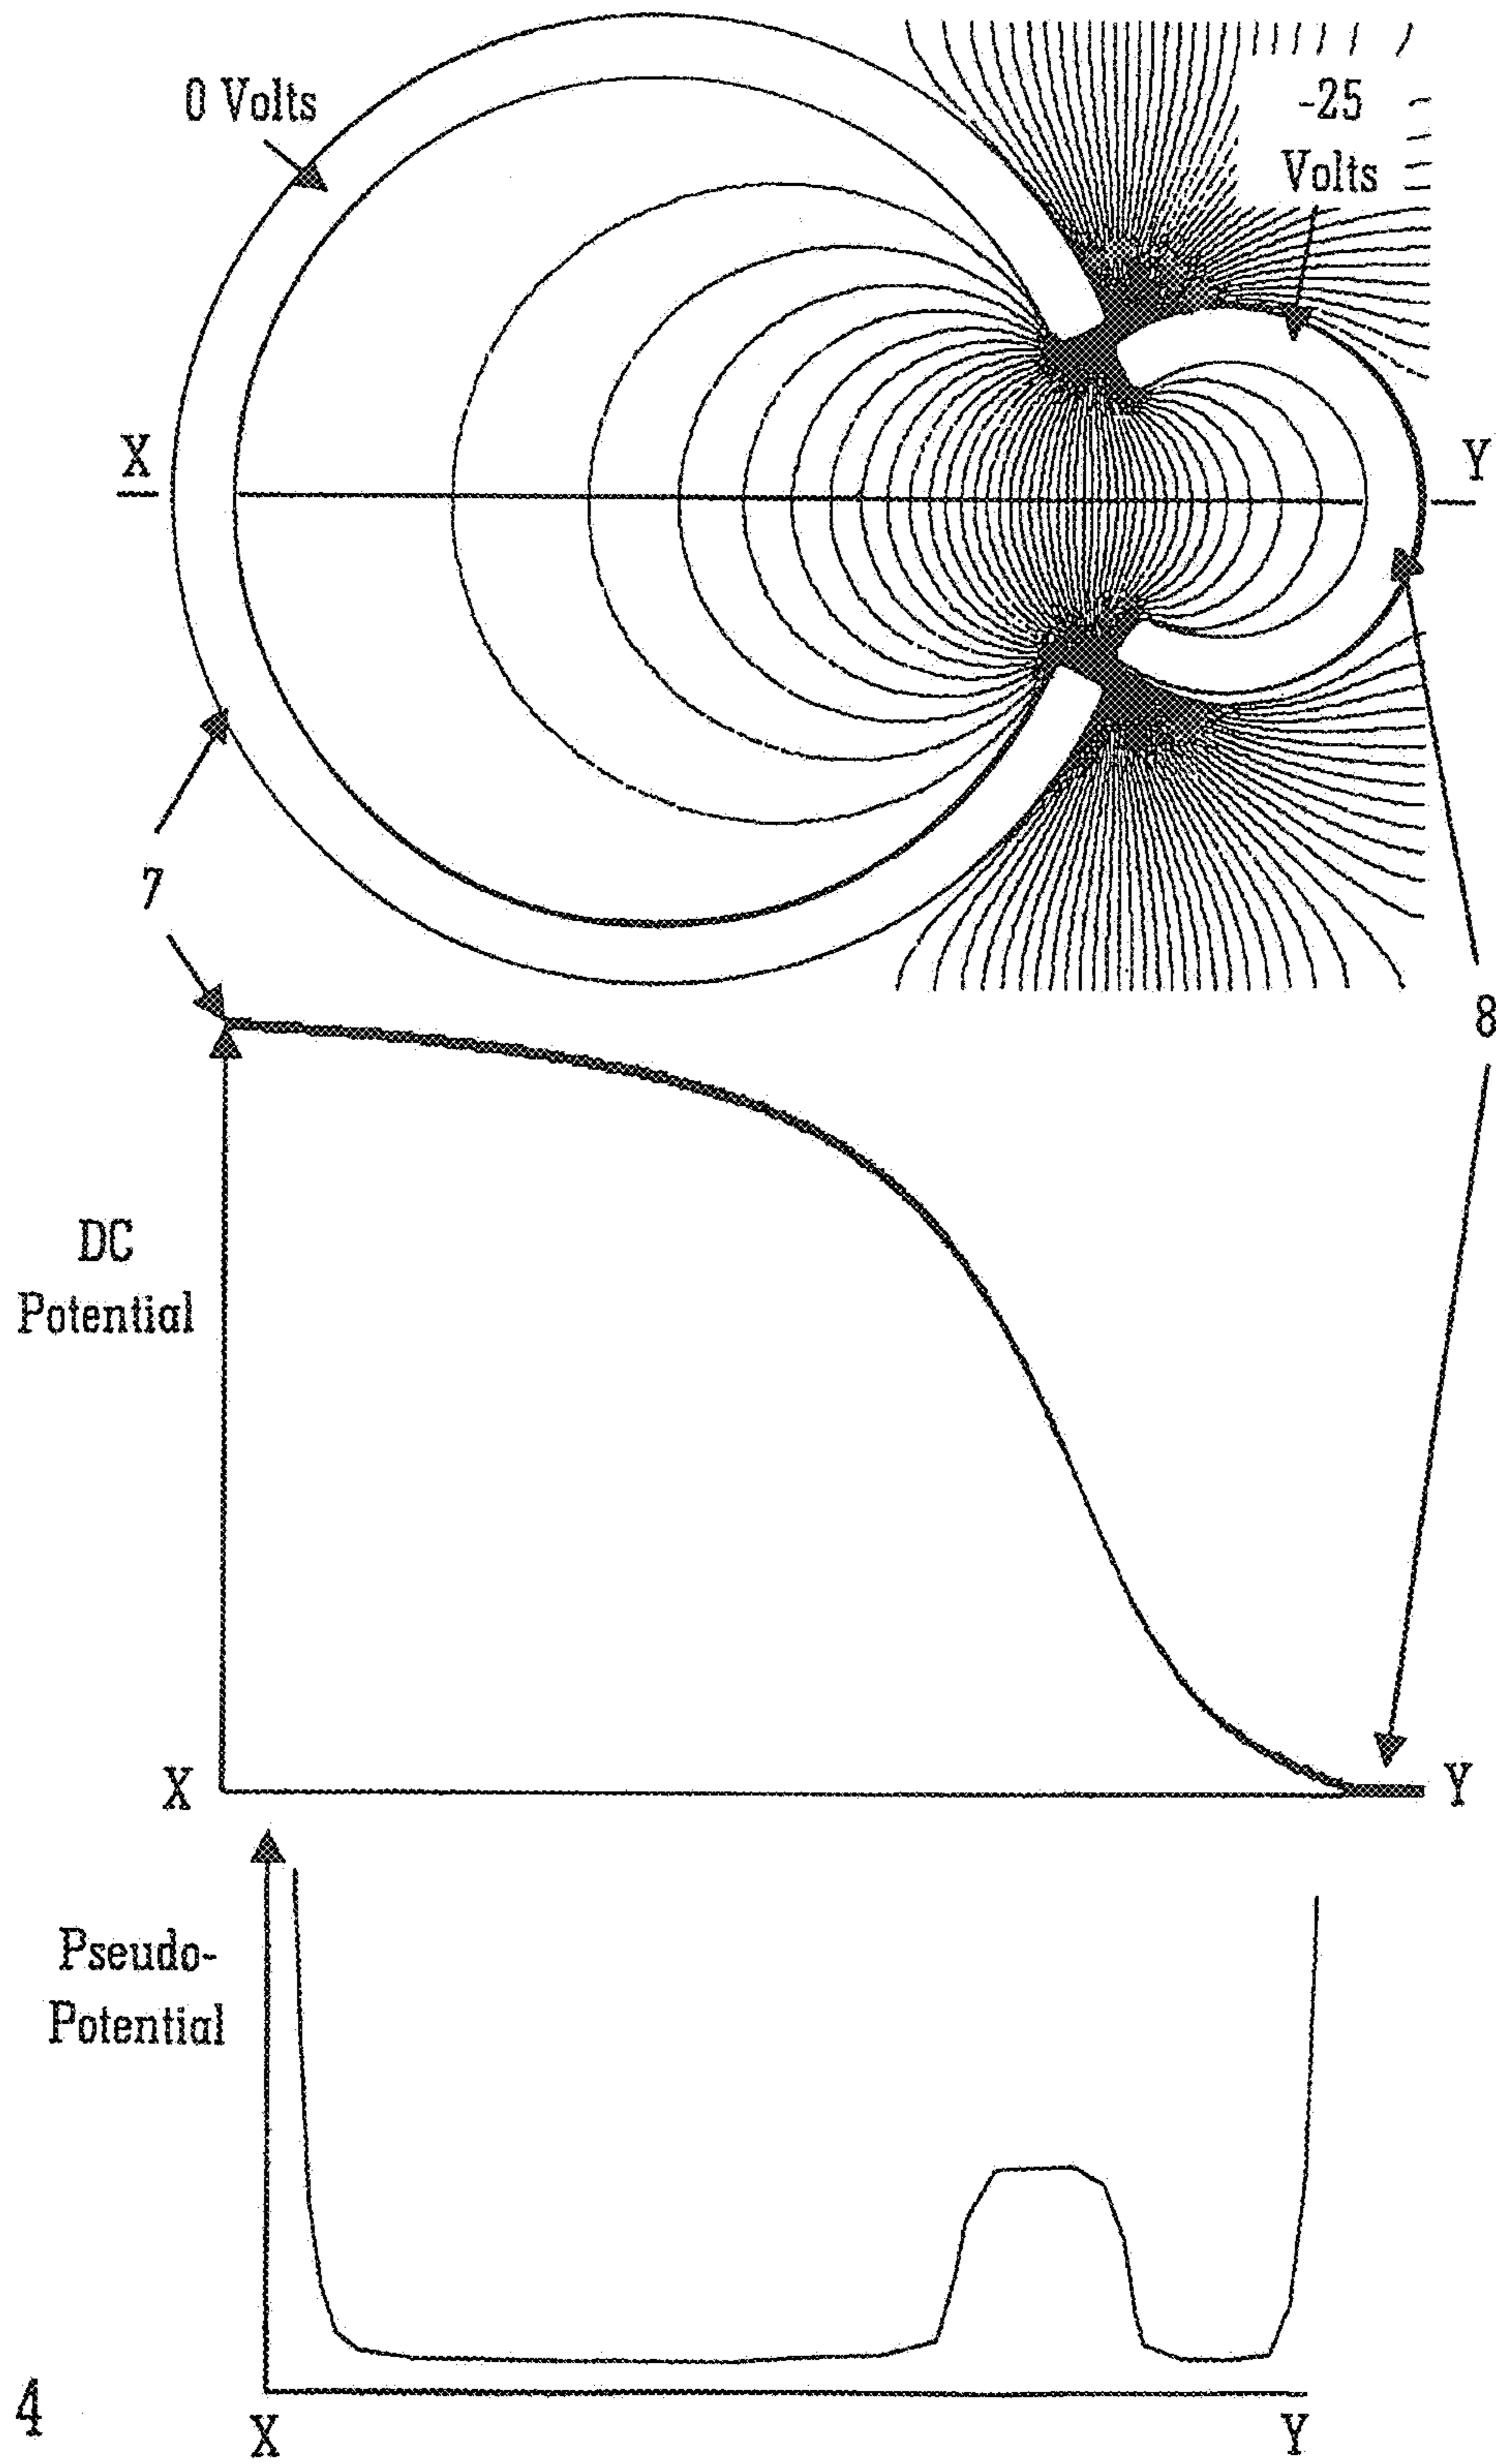 0 Volts
-25
Volts
X
Y
7
8
DC
Potential
X
Y
Pseudo-
Potential
4
X
Y